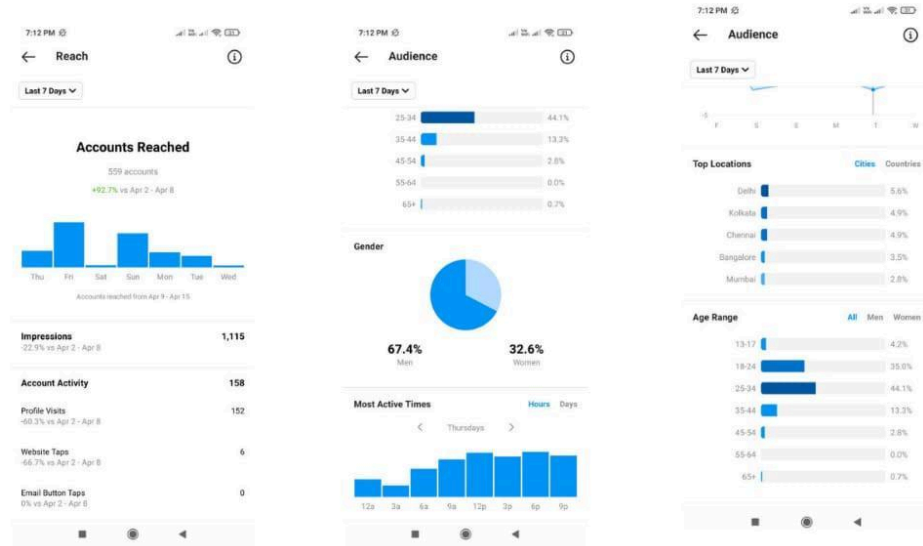 7:12 PM
Reach
Last 7 Days
Accounts Reached
559 accounts
+92.7% vs Apr 2 - Apr 8
Thu Fri Sat Sun Mon Tue Wed
Accounts reached from Apr 9 - Apr 15
Impressions 1,115
-22.9% vs Apr 2 - Apr 8
Account Activity 158
Profile Visits 152
-60.3% vs Apr 2 - Apr 8
Website Taps 6
-66.7% vs Apr 2 - Apr 8
Email Button Taps 0
0% vs Apr 2 - Apr 8
7:12 PM
Audience
Last 7 Days
25-34 44.1%
35-44 13.3%
45-54 2.8%
55-64 0.0%
65+ 0.7%
Gender
67.4% 32.6%
Men Women
Most Active Times Hours Days
Thursdays
12a 3a 6a 9a 12p 3p 6p 9p
7:12 PM
Audience
Last 7 Days
F S S M T W
Top Locations Cities Countries
Delhi 5.6%
Kolkata 4.9%
Chennai 4.9%
Bangalore 3.5%
Mumbai 2.8%
Age Range All Men Women
13-17 4.2%
18-24 35.0%
25-34 44.1%
35-44 13.3%
45-54 2.8%
55-64 0.0%
65+ 0.7%